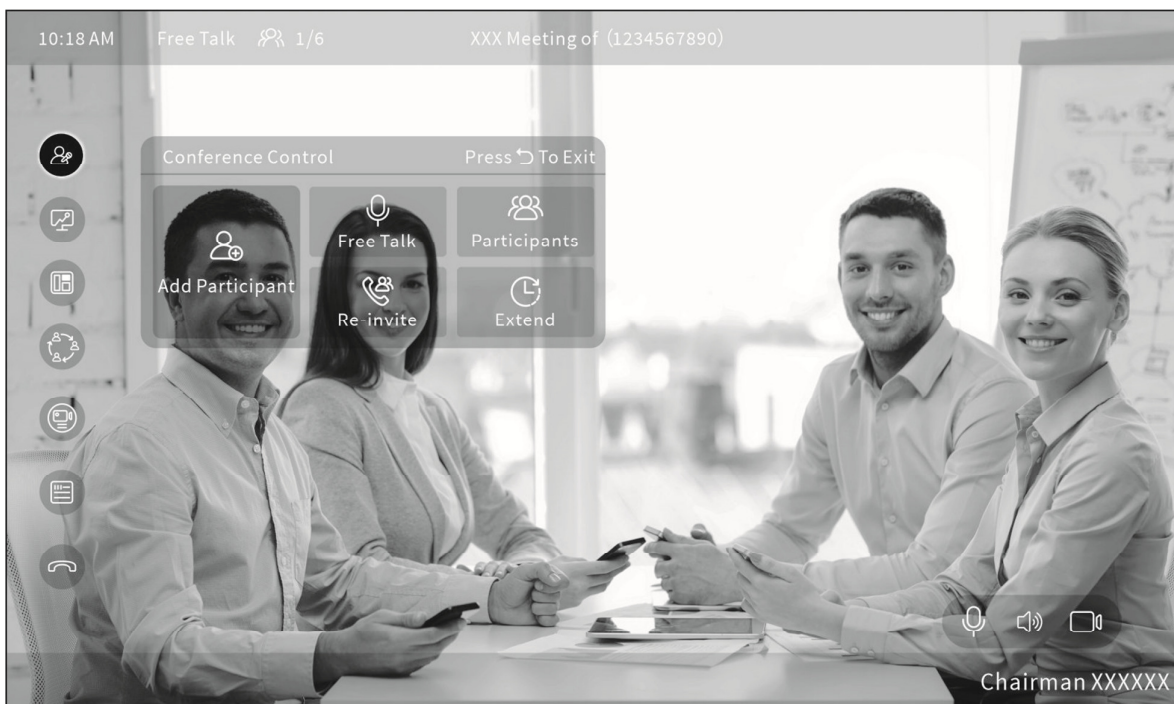 10:18 AM Free Talk 1/6 XXX Meeting of (1234567890)
Conference Control Press To Exit
Add Participant
Free Talk
Participants
Re-invite
Extend
Chairman XXXXXX